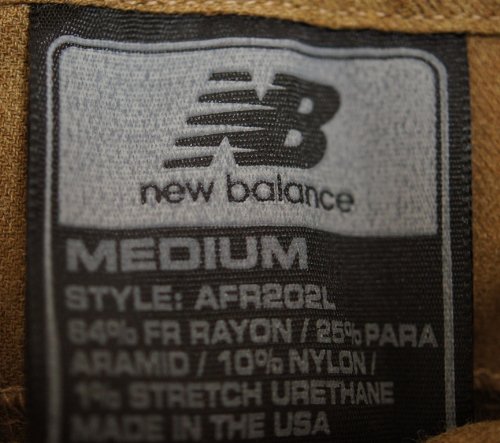 NB
new balance
MEDIUM
STYLE: AFR202L
64% FR RAYON / 25% PARA
ARAMID / 10% NYLON /
1% STRETCH URETHANE
MADE IN THE USA